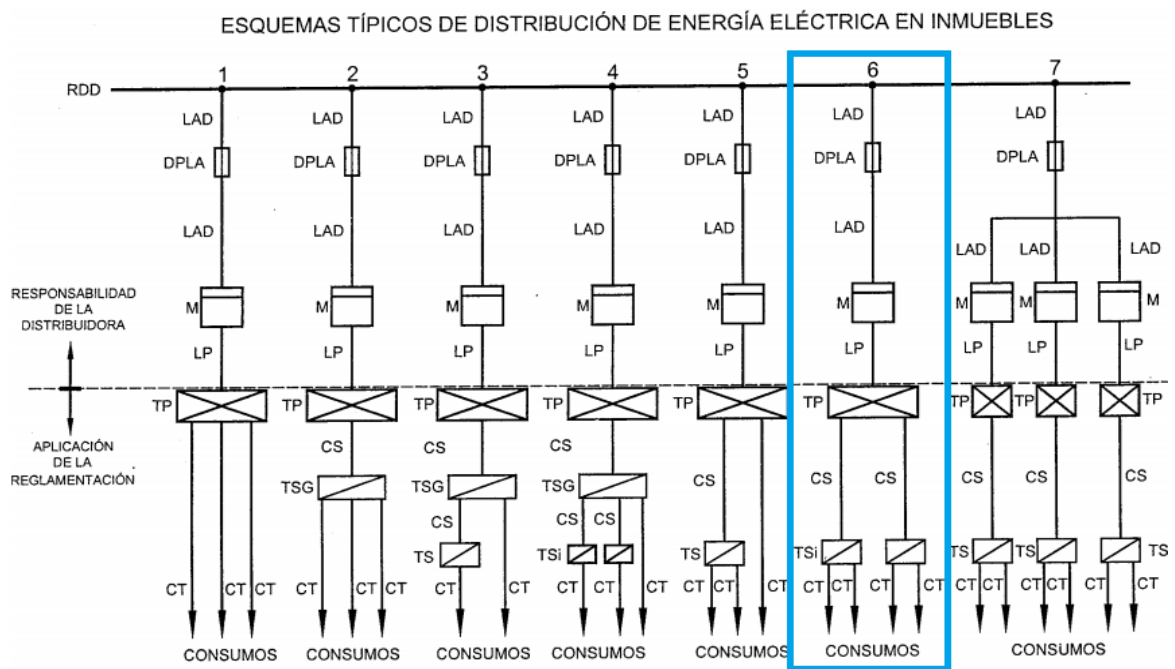 ESQUEMAS TÍPICOS DE DISTRIBUCIÓN DE ENERGÍA ELÉCTRICA EN INMUEBLES
1 2 3 4 5 6 7
RDD
LAD LAD LAD LAD LAD LAD LAD
DPLA DPLA DPLA DPLA DPLA DPLA DPLA
LAD LAD LAD LAD LAD LAD LAD LAD LAD
RESPONSABILIDAD
DE LA
DISTRIBUIDORA
M M M M M M M M M
LP LP LP LP LP LP LP LP LP
TP TP TP TP TP TP TP TP TP
APLICACIÓN
DE LA
REGLAMENTACIÓN
CS CS CS CS CS CS CS CS CS
TSG TSG TSG
CS CS CS
TS TSi TS TSi TS TS TS
CT CT CT CT CT CT CT CT CT CT CT CT CT CT CT CT CT CT CT CT
CONSUMOS CONSUMOS CONSUMOS CONSUMOS CONSUMOS CONSUMOS CONSUMOS